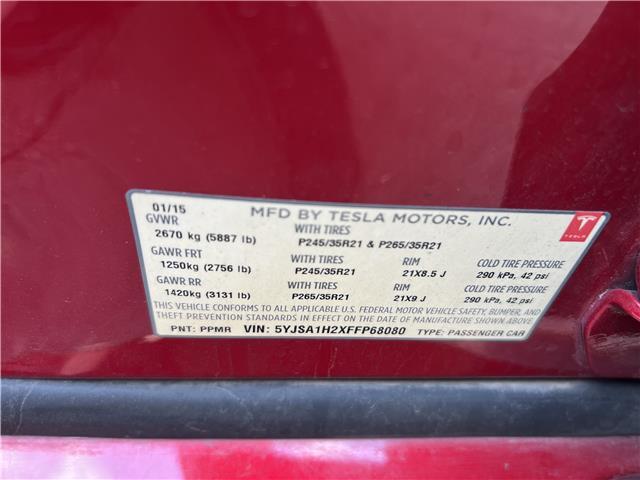 01/15 MFD BY TESLA MOTORS, INC.
GVWR WITH TIRES
2670 kg (5887 lb) P245/35R21 & P265/35R21
GAWR FRT WITH TIRES RIM COLD TIRE PRESSURE
1250kg (2756 lb) P245/35R21 21X8.5 J 290 kPa, 42 psi
GAWR RR WITH TIRES RIM COLD TIRE PRESSURE
1420kg (3131 lb) P265/35R21 21X9 J 290 kPa, 42 psi
THIS VEHICLE CONFORMS TO ALL APPLICABLE U.S. FEDERAL MOTOR VEHICLE SAFETY, BUMPER, AND
THEFT PREVENTION STANDARDS IN EFFECT ON THE DATE OF MANUFACTURE SHOWN ABOVE.
PNT: PPMR VIN: 5YJSA1H2XFFP68080 TYPE: PASSENGER CAR
TESLA